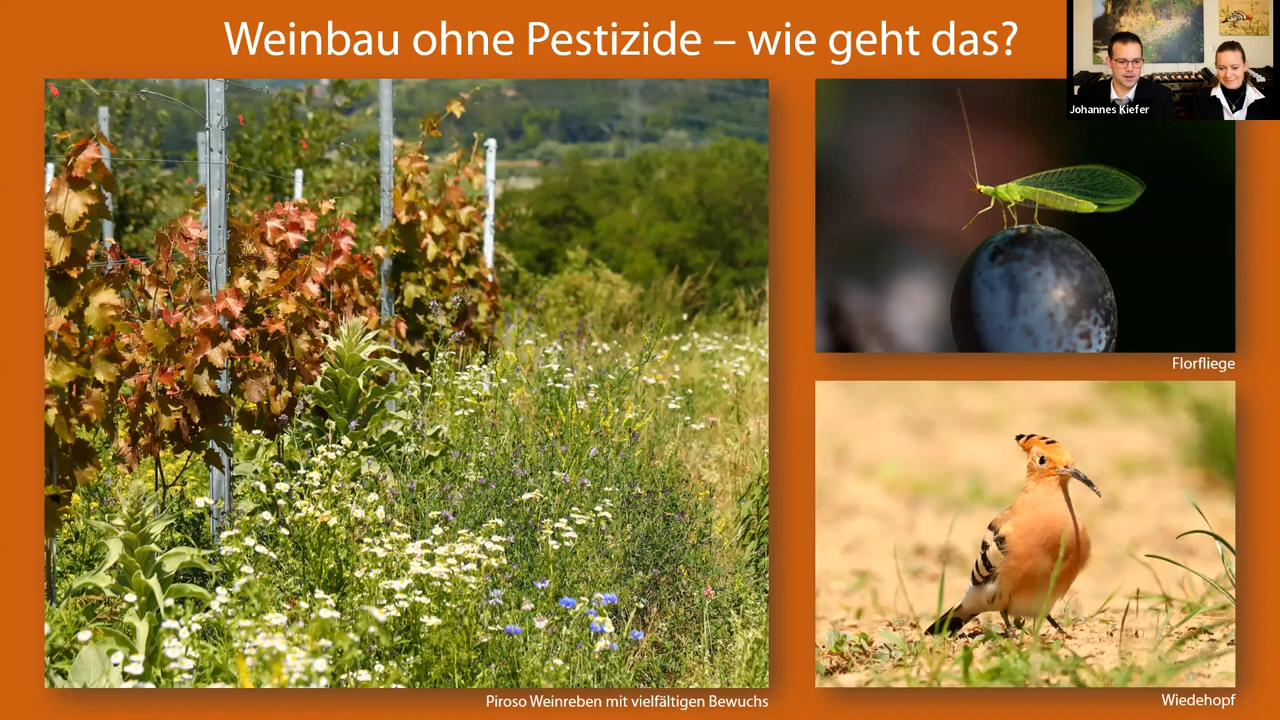 Weinbau ohne Pestizide – wie geht das?
Johannes Kiefer
Florfliege
Piroso Weinreben mit vielfältigen Bewuchs
Wiedehopf